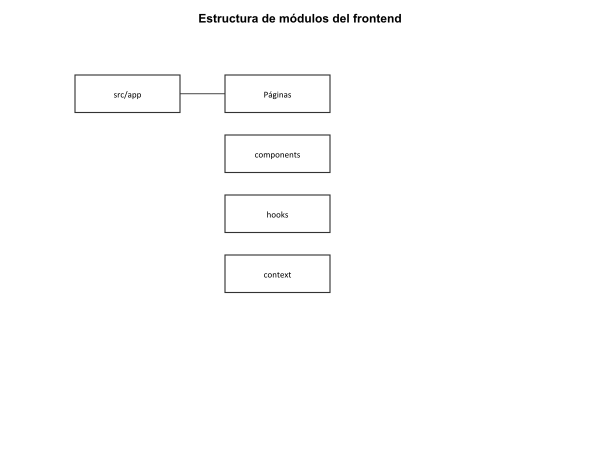 Estructura de módulos del frontend
src/app
Páginas
components
hooks
context